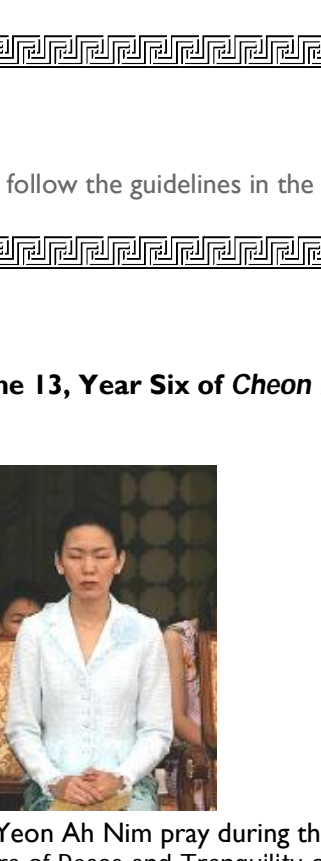 follow the guidelines in the
ne 13, Year Six of Cheon
Yeon Ah Nim pray during th
of Peace and Tranquility